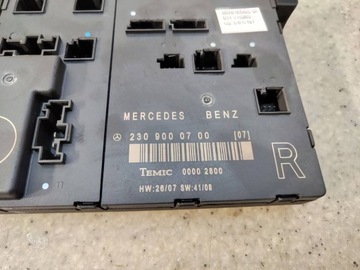 MERCEDES BENZ
230 900 07 00 [07]
R
TEMIC 0000 2800
HW:26/07 SW:41/08